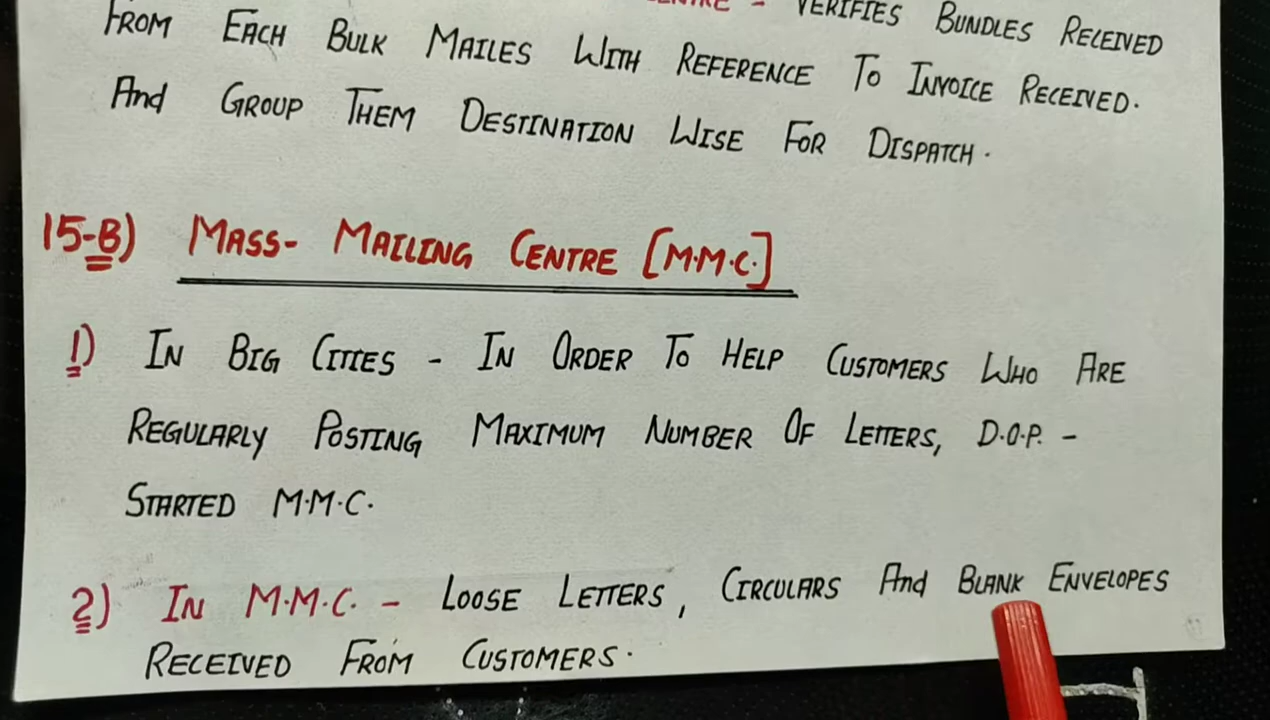 CENTRE - VERIFIES BUNDLES RECEIVED
FROM EACH BULK MAILES WITH REFERENCE TO INVOICE RECEIVED.
And GROUP THEM DESTINATION WISE FOR DISPATCH.
15-B) MASS- MAILING CENTRE [M.M.C.]
1) IN BIG CITIES - IN ORDER TO HELP CUSTOMERS WHO ARE
REGULARLY POSTING MAXIMUM NUMBER OF LETTERS, D.O.P. -
STARTED M.M.C.
2) IN M.M.C. - LOOSE LETTERS, CIRCULARS And BLANK ENVELOPES
RECEIVED FROM CUSTOMERS.